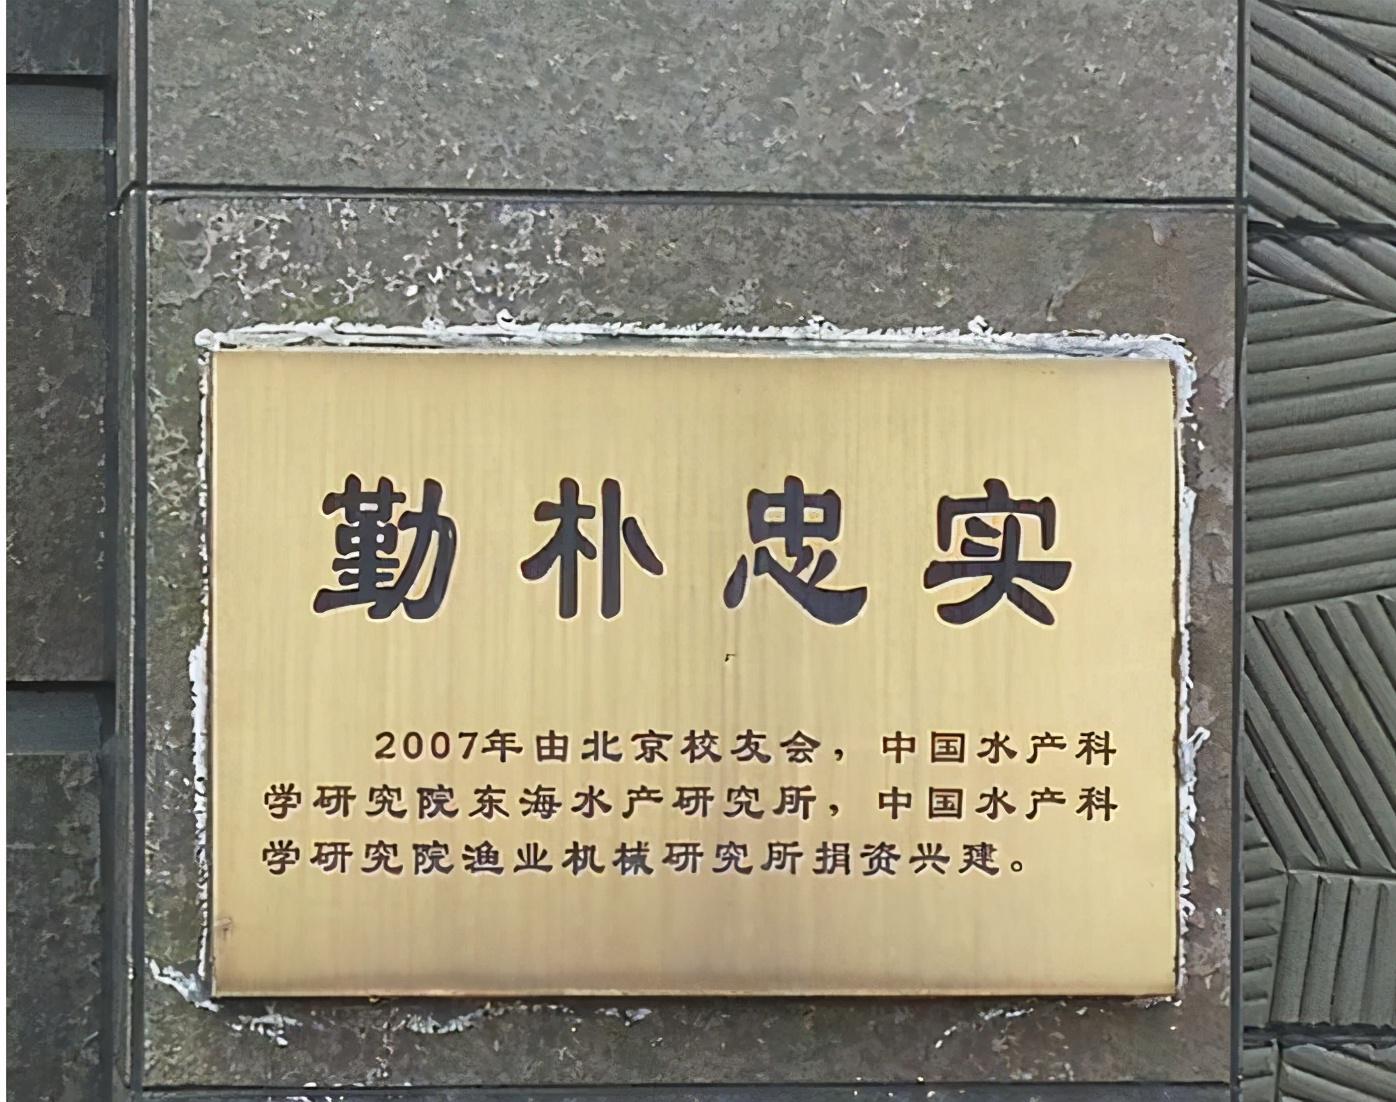 勤朴忠实
2007年由北京校友会，中国水产科
学研究院东海水产研究所，中国水产科
学研究院渔业机械研究所捐资兴建。